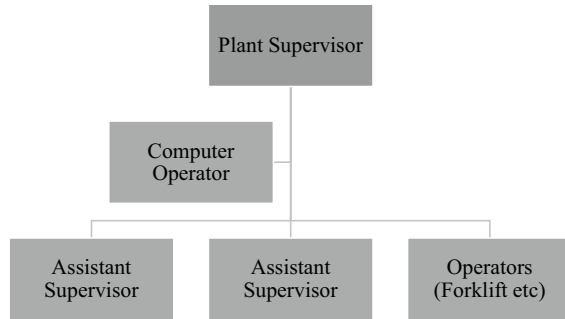 Plant Supervisor
Computer
Operator
Assistant
Supervisor
Assistant
Supervisor
Operators
(Forklift etc)